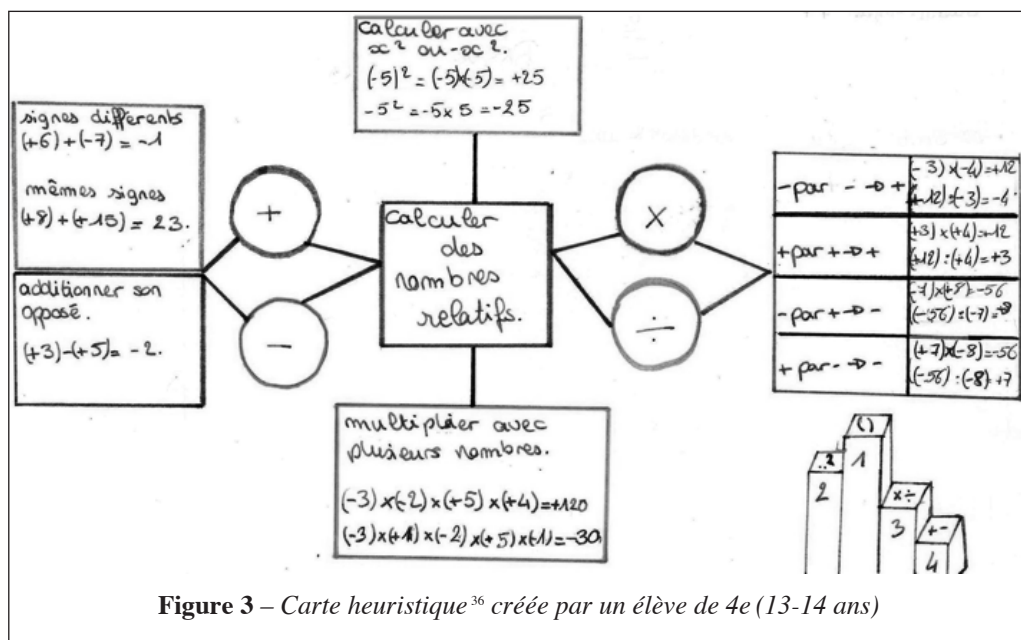 calculer avec
x² ou -x².
(-5)² = (-5)x(-5) = +25
-5² = -5 x 5 = -25
signes différents
(+6) + (-7) = -1
mêmes signes
(+8) + (+15) = 23.
additionner son
opposé.
(+3)-(+5) = -2.
+
-
calculer
des
nombres
relatifs.
×
÷
- par - → +
(-3)×(-4)=+12
(+12):(-3)=-4
+ par + → +
(+3)×(+4)=+12
(+12):(+4)=+3
- par + → -
(-7)×(+8)=-56
(-56):(-7)=
+ par - → -
(+7)×(-8)=-56
(-56):(-8)=+7
multiplier avec
plusieurs nombres.
(-3)×(-2)×(+5)×(+4)=+120
(-3)×(+1)×(-2)×(+5)×(-1)=-30
()
..²
1
2
×÷
3
+-
4
Figure 3 – Carte heuristique ³⁶ créée par un élève de 4e (13-14 ans)